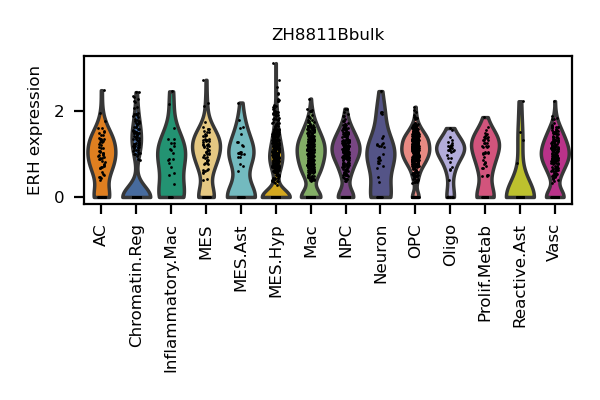 ZH8811Bbulk
ERH expression
2
0
AC
Chromatin.Reg
Inflammatory.Mac
MES
MES.Ast
MES.Hyp
Mac
NPC
Neuron
OPC
Oligo
Prolif.Metab
Reactive.Ast
Vasc